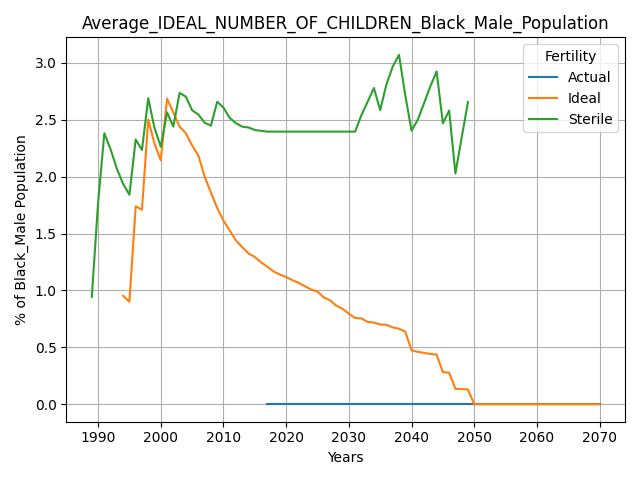 Average_IDEAL_NUMBER_OF_CHILDREN_Black_Male_Population
Fertility
Actual
Ideal
Sterile
% of Black_Male Population
3.0
2.5
2.0
1.5
1.0
0.5
0.0
1990 2000 2010 2020 2030 2040 2050 2060 2070
Years